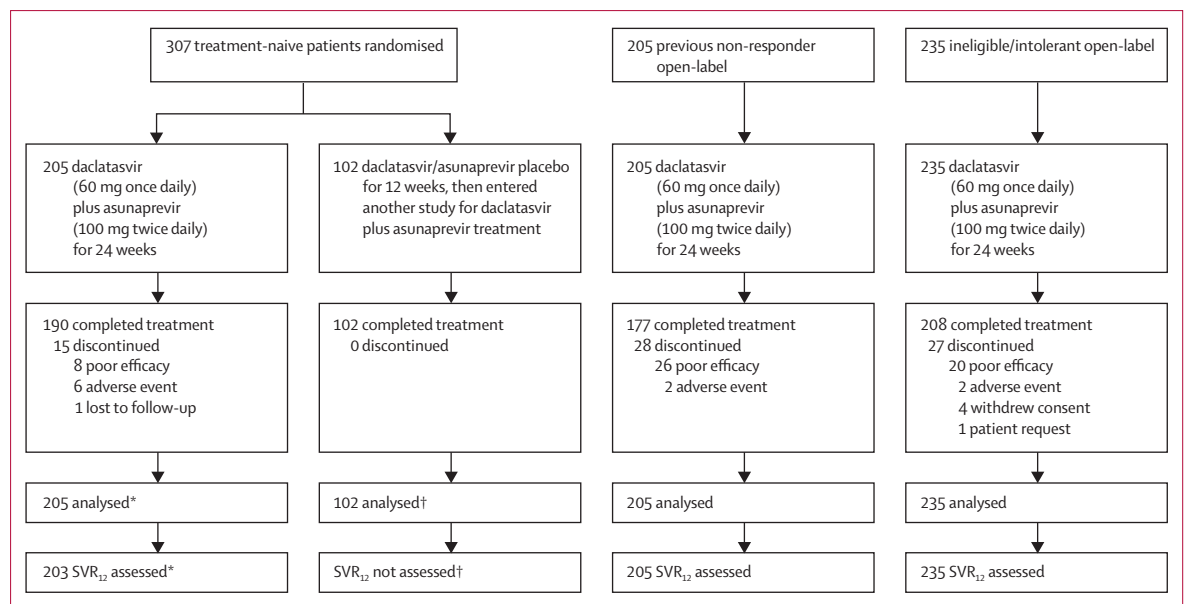 307 treatment-naive patients randomised
205 previous non-responder
open-label
235 ineligible/intolerant open-label
205 daclatasvir
(60 mg once daily)
plus asunaprevir
(100 mg twice daily)
for 24 weeks
102 daclatasvir/asunaprevir placebo
for 12 weeks, then entered
another study for daclatasvir
plus asunaprevir treatment
205 daclatasvir
(60 mg once daily)
plus asunaprevir
(100 mg twice daily)
for 24 weeks
235 daclatasvir
(60 mg once daily)
plus asunaprevir
(100 mg twice daily)
for 24 weeks
190 completed treatment
15 discontinued
8 poor efficacy
6 adverse event
1 lost to follow-up
102 completed treatment
0 discontinued
177 completed treatment
28 discontinued
26 poor efficacy
2 adverse event
208 completed treatment
27 discontinued
20 poor efficacy
2 adverse event
4 withdrew consent
1 patient request
205 analysed*
102 analysed†
205 analysed
235 analysed
203 SVR₁₂ assessed*
SVR₁₂ not assessed†
205 SVR₁₂ assessed
235 SVR₁₂ assessed